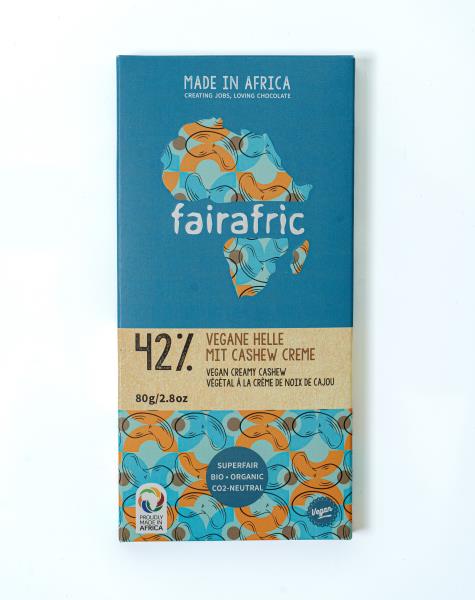 MADE IN AFRICA
CREATING JOBS, LOVING CHOCOLATE
fairafric
42%
VEGANE HELLE
MIT CASHEW CREME
VEGAN CREAMY CASHEW
VÉGÉTAL À LA CRÈME DE NOIX DE CAJOU
80g/2.8oz
SUPERFAIR
BIO • ORGANIC
CO2-NEUTRAL
PROUDLY
MADE IN
AFRICA
Vegan